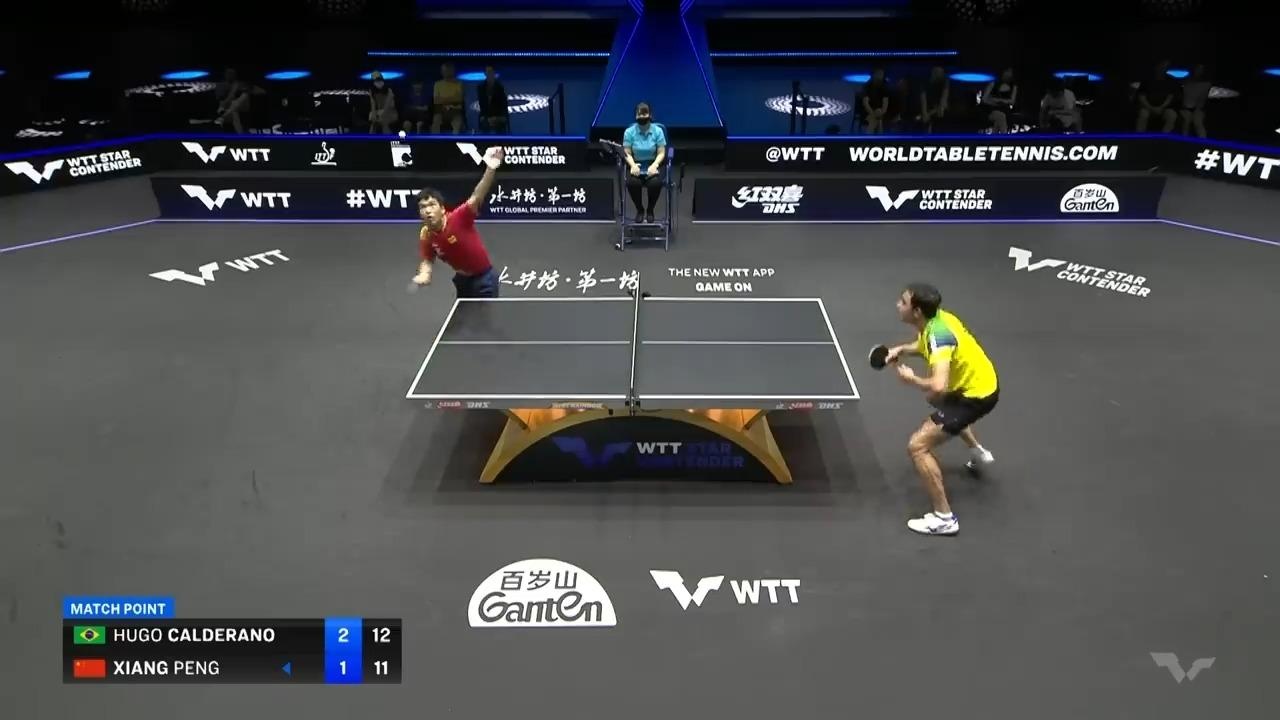 WTT STAR
CONTENDER
WTT
WTT STAR
CONTENDER
@WTT
WORLDTABLETENNIS.COM
#WT
WTT
#WTT
水井坊·第一坊
WTT GLOBAL PREMIER PARTNER
红双喜
DHS
WTT STAR
CONTENDER
百岁山
GanTEn
WTT
水井坊·第一坊
THE NEW WTT APP
GAME ON
WTT STAR
CONTENDER
DHS
DHS
WTT STAR
CONTENDER
百岁山
GanTEn
WTT
MATCH POINT
HUGO CALDERANO 2 12
XIANG PENG 1 11